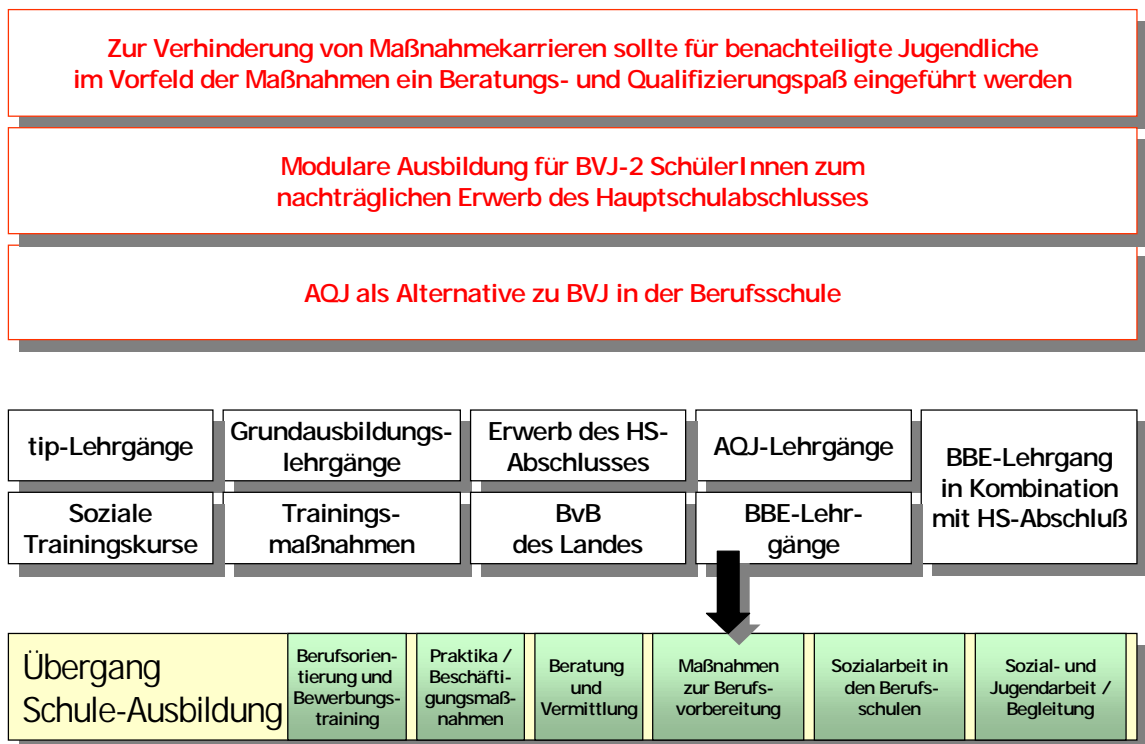 Zur Verhinderung von Maßnahmekarrieren sollte für benachteiligte Jugendliche
im Vorfeld der Maßnahmen ein Beratungs- und Qualifizierungspaß eingeführt werden
Modulare Ausbildung für BVJ-2 SchülerInnen zum
nachträglichen Erwerb des Hauptschulabschlusses
AQJ als Alternative zu BVJ in der Berufsschule
tip-Lehrgänge
Grundausbildungs-
lehrgänge
Erwerb des HS-
Abschlusses
AQJ-Lehrgänge
BBE-Lehrgang
in Kombination
mit HS-Abschluß
Soziale
Trainingskurse
Trainings-
maßnahmen
BvB
des Landes
BBE-Lehr-
gänge
Übergang
Schule-Ausbildung
Berufsorien-
tierung und
Bewerbungs-
training
Praktika /
Beschäfti-
gungsmaß-
nahmen
Beratung
und
Vermittlung
Maßnahmen
zur Berufs-
vorbereitung
Sozialarbeit in
den Berufs-
schulen
Sozial- und
Jugendarbeit /
Begleitung